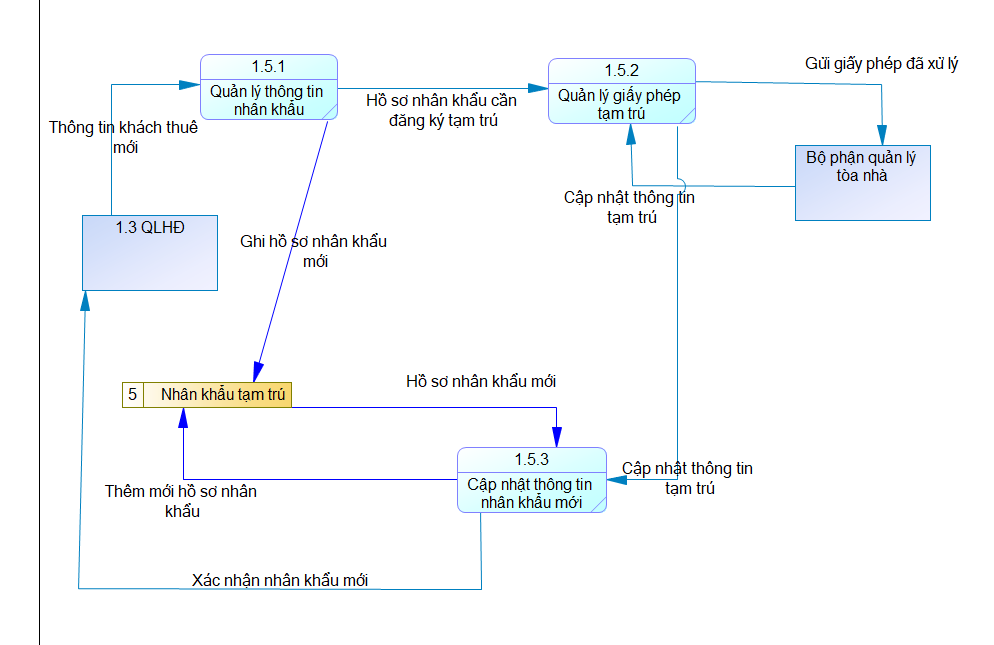 1.5.1
Quản lý thông tin
nhân khẩu
1.5.2
Quản lý giấy phép
tạm trú
Gửi giấy phép đã xử lý
Hồ sơ nhân khẩu cần
đăng ký tạm trú
Thông tin khách thuê
mới
Bộ phận quản lý
tòa nhà
Cập nhật thông tin
tạm trú
1.3 QLHĐ
Ghi hồ sơ nhân khẩu
mới
5 Nhân khẩu tạm trú
Hồ sơ nhân khẩu mới
1.5.3
Cập nhật thông tin
nhân khẩu mới
Cập nhật thông tin
tạm trú
Thêm mới hồ sơ nhân
khẩu
Xác nhận nhân khẩu mới